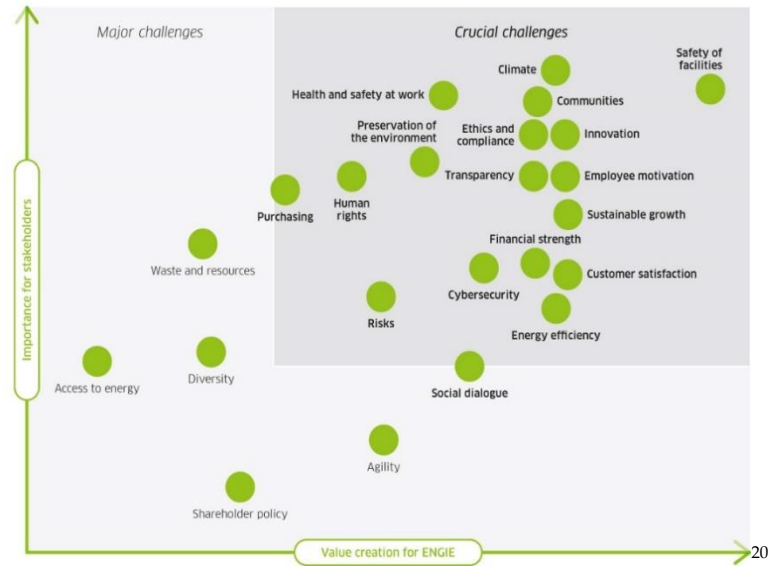 Major challenges
Crucial challenges
Safety of
facilities
Climate
Health and safety at work
Communities
Preservation of
the environment
Ethics and
compliance
Innovation
Transparency
Employee motivation
Purchasing
Human
rights
Sustainable growth
Financial strength
Waste and resources
Cybersecurity
Customer satisfaction
Risks
Energy efficiency
Access to energy
Diversity
Social dialogue
Agility
Shareholder policy
Importance for stakeholders
Value creation for ENGIE
20